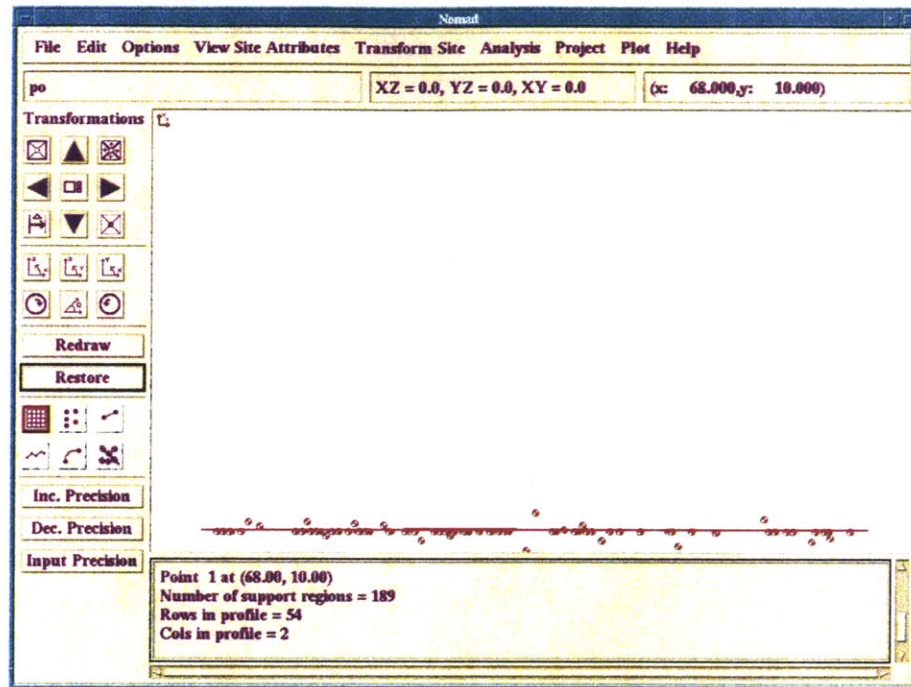 Nomad
File Edit Options View Site Attributes Transform Site Analysis Project Plot Help
po
XZ = 0.0, YZ = 0.0, XY = 0.0
(x: 68.000,y: 10.000)
Transformations
Redraw
Restore
Inc. Precision
Dec. Precision
Input Precision
Point 1 at (68.00, 10.00)
Number of support regions = 189
Rows in profile = 54
Cols in profile = 2